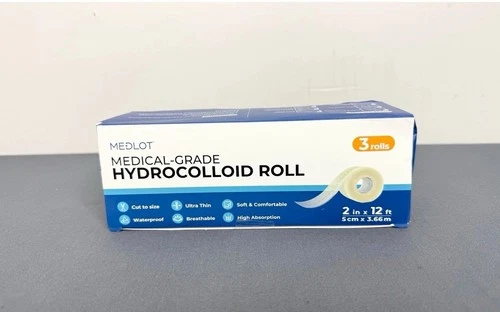 MEDLOT
3 rolls
MEDICAL-GRADE
HYDROCOLLOID ROLL
Cut to size
Ultra Thin
Soft & Comfortable
Waterproof
Breathable
High Absorption
2 in x 12 ft
5 cm x 3.66 m